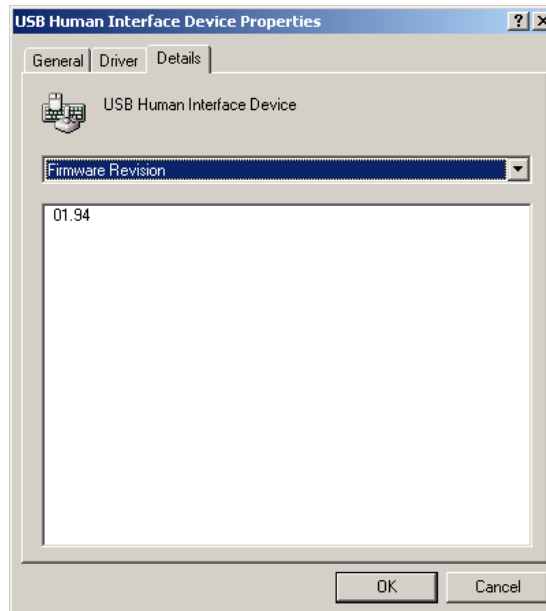 USB Human Interface Device Properties
General Driver Details
USB Human Interface Device
Firmware Revision
01.94
OK Cancel